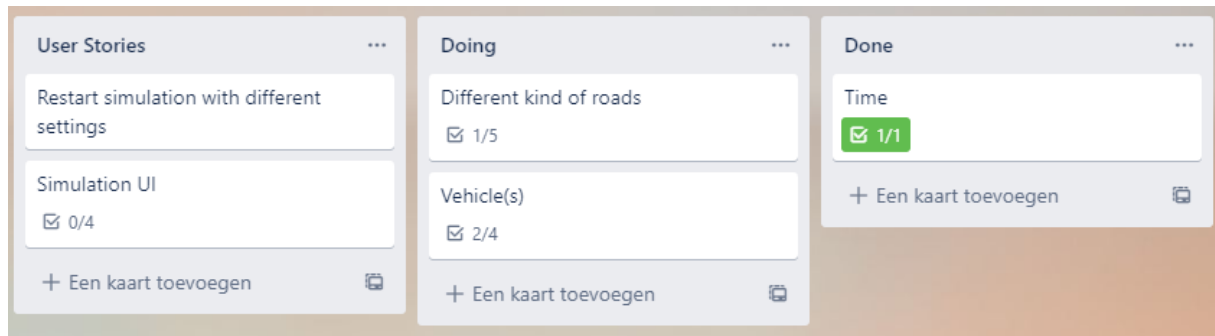 User Stories
Restart simulation with different
settings
Simulation UI
0/4
+ Een kaart toevoegen
Doing
Different kind of roads
1/5
Vehicle(s)
2/4
+ Een kaart toevoegen
Done
Time
1/1
+ Een kaart toevoegen